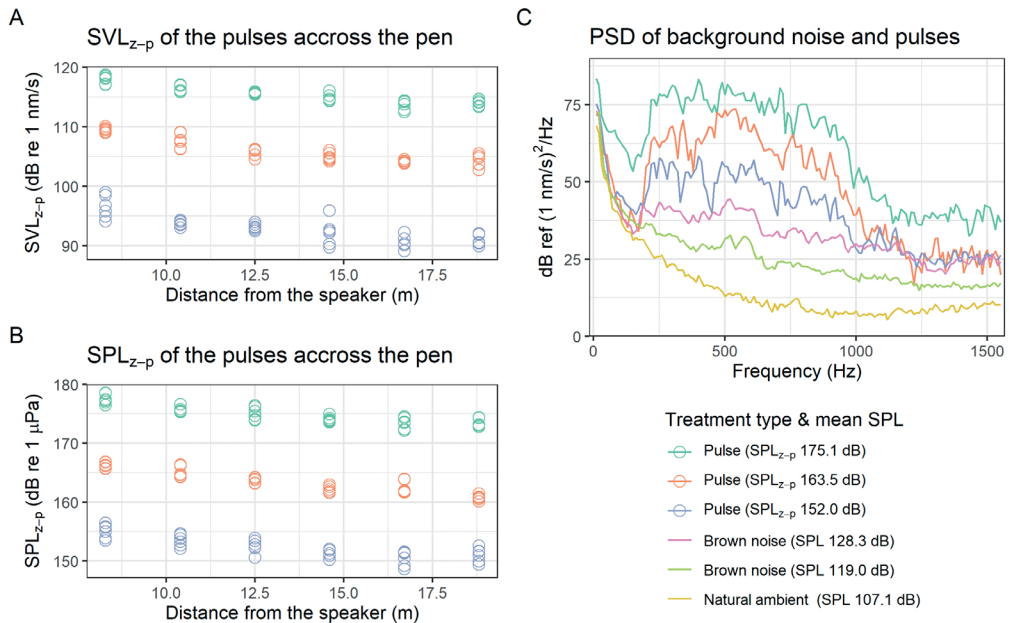 A
SVLz–p of the pulses accross the pen
SVLz–p (dB re 1 nm/s)
120
110
100
90
10.0
12.5
15.0
17.5
Distance from the speaker (m)
B
SPLz–p of the pulses accross the pen
SPLz–p (dB re 1 μPa)
180
170
160
150
10.0
12.5
15.0
17.5
Distance from the speaker (m)
C
PSD of background noise and pulses
dB ref (1 nm/s)²/Hz
75
50
25
0
0
500
1000
1500
Frequency (Hz)
Treatment type & mean SPL
Pulse (SPLz–p 175.1 dB)
Pulse (SPLz–p 163.5 dB)
Pulse (SPLz–p 152.0 dB)
Brown noise (SPL 128.3 dB)
Brown noise (SPL 119.0 dB)
Natural ambient (SPL 107.1 dB)